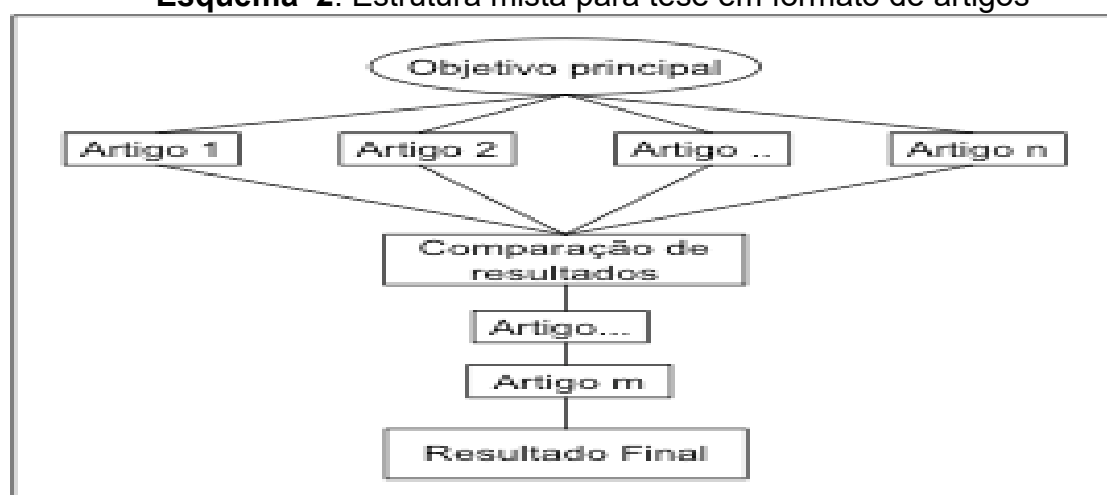 Esquema 2. Estrutura mista para tese em formato de artigos
Objetivo principal
Artigo 1
Artigo 2
Artigo ..
Artigo n
Comparação de
resultados
Artigo...
Artigo m
Resultado Final